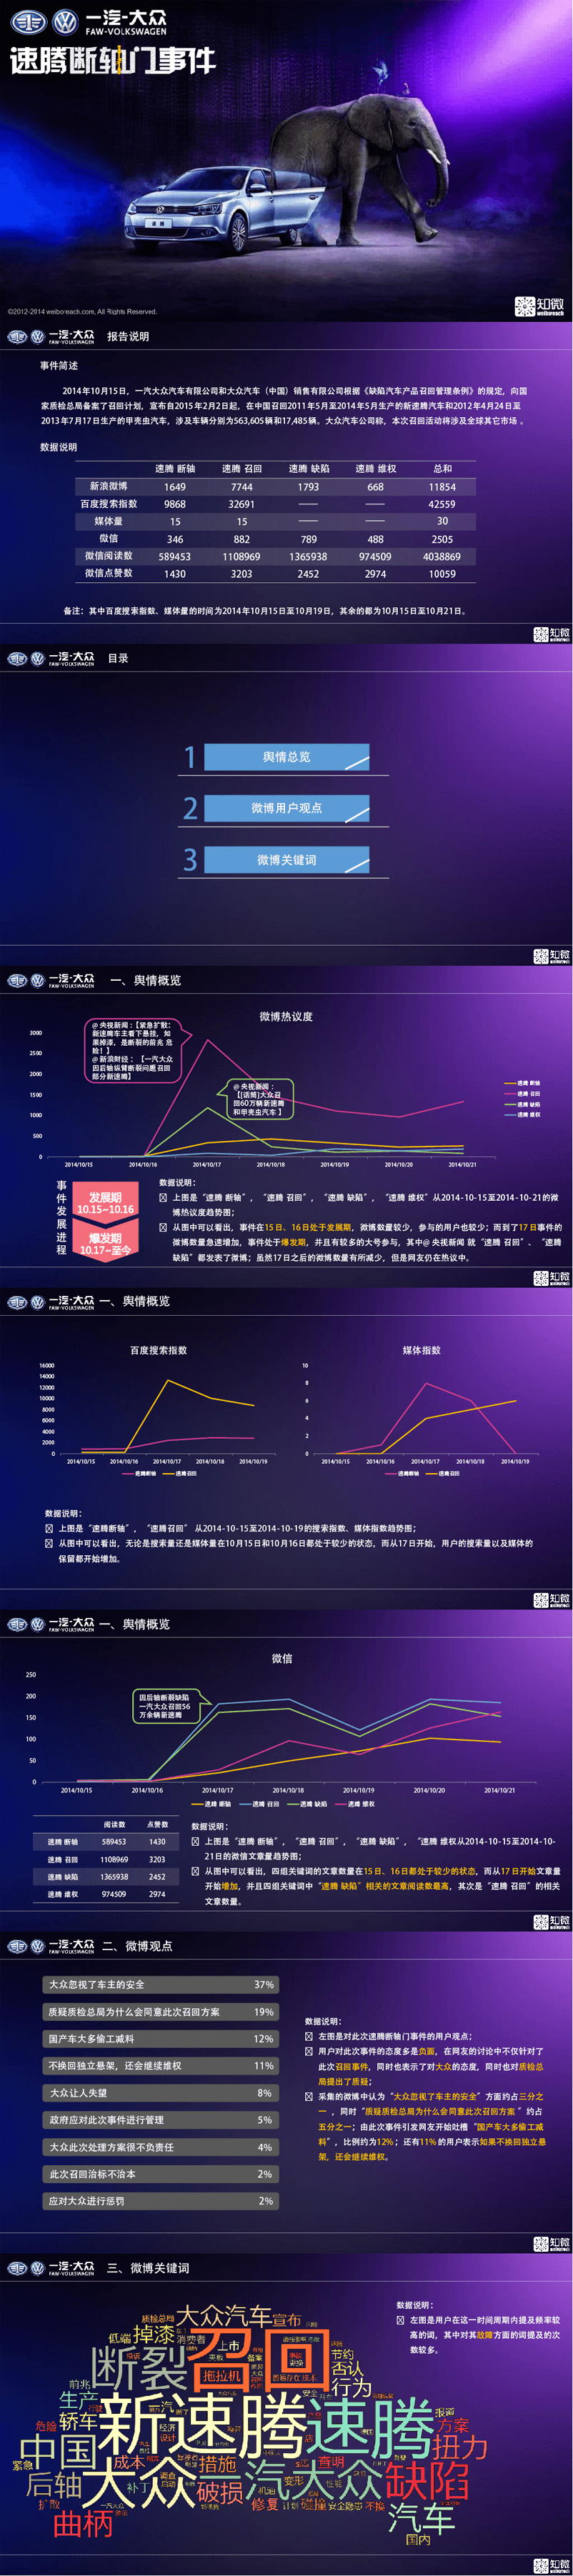 一汽-大众
FAW-VOLKSWAGEN
速腾断轴门事件
速腾
©2012-2014 weiboreach.com, All Rights Reserved.
知微
weiboreach
一汽-大众
FAW-VOLKSWAGEN
报告说明
事件简述
2014年10月15日，一汽大众汽车有限公司和大众汽车（中国）销售有限公司根据《缺陷汽车产品召回管理条例》的规定，向国
家质检总局备案了召回计划，宣布自2015年2月2日起，在中国召回2011年5月至2014年5月生产的新速腾汽车和2012年4月24日至
2013年7月17日生产的甲壳虫汽车，涉及车辆分别为563,605辆和17,485辆。大众汽车公司称，本次召回活动将涉及全球其它市场 。
数据说明
速腾 断轴 速腾 召回 速腾 缺陷 速腾 维权 总和
新浪微博 1649 7744 1793 668 11854
百度搜索指数 9868 32691 —— —— 42559
媒体量 15 15 —— —— 30
微信 346 882 789 488 2505
微信阅读数 589453 1108969 1365938 974509 4038869
微信点赞数 1430 3203 2452 2974 10059
备注：其中百度搜索指数、媒体量的时间为2014年10月15日至10月19日，其余的都为10月15日至10月21日。
知微
一汽-大众
FAW-VOLKSWAGEN
目录
1 舆情总览
2 微博用户观点
3 微博关键词
知微
一汽-大众
FAW-VOLKSWAGEN
一、舆情概览
微博热议度
3000
2500
2000
1500
1000
500
0
@央视新闻：【紧急扩散：
新速腾车主看下悬挂，如
果掉漆，是断裂的前兆 危
险！】
@新浪财经：【一汽大众
因后轴纵臂断裂问题召回
部分新速腾】
@央视新闻：
【[话筒]大众召
回60万辆新速腾
和甲壳虫汽车 】
速腾 断轴
速腾 召回
速腾 缺陷
速腾 维权
2014/10/15 2014/10/16 2014/10/17 2014/10/18 2014/10/19 2014/10/20 2014/10/21
事件发展进程
发展期
10.15~10.16
爆发期
10.17~至今
数据说明：
上图是“速腾 断轴”，“速腾 召回”，“速腾 缺陷”，“速腾 维权”从2014-10-15至2014-10-21的微
博热议度趋势图；
从图中可以看出，事件在15日、16日处于发展期，微博数量较少，参与的用户也较少；而到了17日事件的
微博数量急速增加，事件处于爆发期，并且有较多的大号参与，其中@央视新闻 就“速腾 召回”、“速腾
缺陷”都发表了微博；虽然17日之后的微博数量有所减少，但是网友仍在热议中。
知微
一汽-大众
FAW-VOLKSWAGEN
一、舆情概览
百度搜索指数
16000
14000
12000
10000
8000
6000
4000
2000
0
2014/10/15 2014/10/16 2014/10/17 2014/10/18 2014/10/19
速腾断轴 速腾召回
媒体指数
10
8
6
4
2
0
2014/10/15 2014/10/16 2014/10/17 2014/10/18 2014/10/19
速腾断轴 速腾召回
数据说明：
上图是“速腾断轴”，“速腾召回” 从2014-10-15至2014-10-19的搜索指数、媒体指数趋势图；
从图中可以看出，无论是搜索量还是媒体量在10月15日和10月16日都处于较少的状态，而从17日开始，用户的搜索量以及媒体的
保留都开始增加。
知微
一汽-大众
FAW-VOLKSWAGEN
一、舆情概览
微信
250
200
150
100
50
0
因后轴断裂缺陷
一汽大众召回56
万余辆新速腾
2014/10/15 2014/10/16 2014/10/17 2014/10/18 2014/10/19 2014/10/20 2014/10/21
速腾 断轴 速腾 召回 速腾 缺陷 速腾 维权
阅读数 点赞数
速腾 断轴 589453 1430
速腾 召回 1108969 3203
速腾 缺陷 1365938 2452
速腾 维权 974509 2974
数据说明：
上图是“速腾 断轴”，“速腾 召回”，“速腾 缺陷”，“速腾 维权从2014-10-15至2014-10-
21日的微信文章量趋势图；
从图中可以看出，四组关键词的文章数量在15日、16日都处于较少的状态，而从17日开始文章量
开始增加，并且四组关键词中“速腾 缺陷”相关的文章阅读数最高，其次是“速腾 召回”的相关
文章数量。
知微
一汽-大众
FAW-VOLKSWAGEN
二、微博观点
大众忽视了车主的安全 37%
质疑质检总局为什么会同意此次召回方案 19%
国产车大多偷工减料 12%
不换回独立悬架，还会继续维权 11%
大众让人失望 8%
政府应对此次事件进行管理 5%
大众此次处理方案很不负责任 4%
此次召回治标不治本 2%
应对大众进行惩罚 2%
数据说明：
左图是对此次速腾断轴门事件的用户观点；
用户对此次事件的态度多是负面，在网友的讨论中不仅针对了
此次召回事件，同时也表示了对大众的态度，同时也对质检总
局提出了质疑；
采集的微博中认为“大众忽视了车主的安全”方面约占三分之
一 ，同时“质疑质检总局为什么会同意此次召回方案 ”约占
五分之一；由此次事件引发网友开始吐槽“国产车大多偷工减
料”，比例约为12%；还有11%的用户表示如果不换回独立悬
架，还会继续维权。
知微
一汽-大众
FAW-VOLKSWAGEN
三、微博关键词
数据说明：
左图是用户在这一时间周期内提及频率较
高的词，其中对其故障方面的词提及的次
数较多。
质检总局 大众汽车 宣布
低端 掉漆 消费者 上市 召回 节约
断裂 拖拉机 否认
前兆 行为
生产 新速腾 速腾 报道
危险 轿车 一汽 经济 设计 方案
中国 成本 措施 查明 扭力
紧急 后轴 大众 补丁 破损 汽大众 变形 性能 缺陷
扩散 曲柄 修复 计划 碰撞 安全隐患 不换 汽车
国内
知微